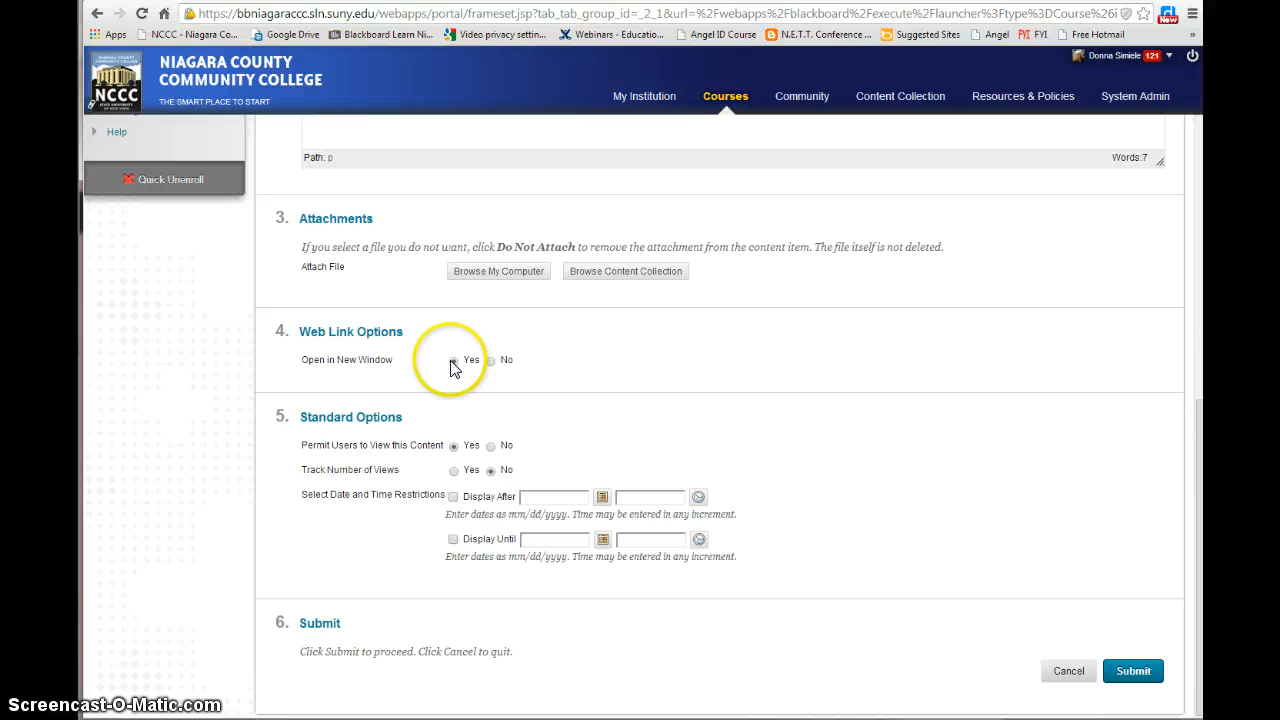 https://bbniagaraccc.sln.suny.edu/webapps/portal/frameset.jsp?tab_tab_group_id=_2_1&url=%2Fwebapps%2Fblackboard%2Fexecute%2Flauncher%3Ftype%3DCourse%26i
New
Apps NCCC - Niagara Co... Google Drive Blackboard Learn Ni... Video privacy settin... Webinars - Educatio... Angel ID Course N.E.T.T. Conference ... Suggested Sites Angel FYI FYI Free Hotmail »
NCCC
NIAGARA COUNTY
COMMUNITY COLLEGE
THE SMART PLACE TO START
Donna Simiele 121
My Institution Courses Community Content Collection Resources & Policies System Admin
Help
Quick Unenroll
Path: p Words:7
3. Attachments
If you select a file you do not want, click Do Not Attach to remove the attachment from the content item. The file itself is not deleted.
Attach File Browse My Computer Browse Content Collection
4. Web Link Options
Open in New Window Yes No
5. Standard Options
Permit Users to View this Content Yes No
Track Number of Views Yes No
Select Date and Time Restrictions Display After
Enter dates as mm/dd/yyyy. Time may be entered in any increment.
Display Until
Enter dates as mm/dd/yyyy. Time may be entered in any increment.
6. Submit
Click Submit to proceed. Click Cancel to quit.
Cancel Submit
Screencast-O-Matic.com